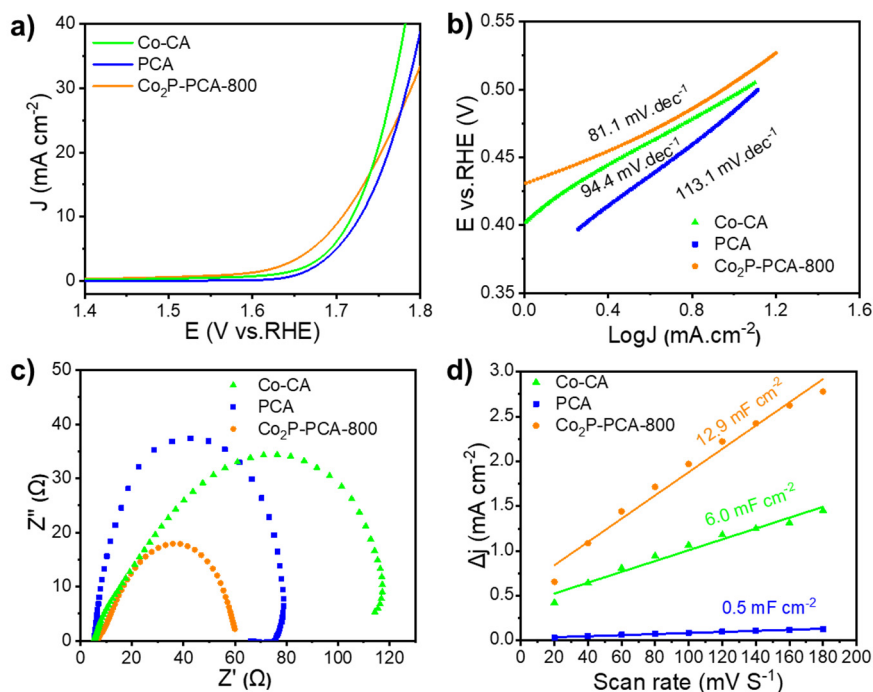 a)
Co-CA
PCA
Co₂P-PCA-800
J (mA cm⁻²)
40
30
20
10
0
1.4
1.5
1.6
1.7
1.8
E (V vs.RHE)
b)
E vs.RHE (V)
0.50
0.45
0.40
0.35
81.1 mV.dec⁻¹
94.4 mV.dec⁻¹
113.1 mV.dec⁻¹
Co-CA
PCA
Co₂P-PCA-800
0.0
0.4
0.8
1.2
1.6
LogJ (mA.cm⁻²)
c)
Co-CA
PCA
Co₂P-PCA-800
Z'' (Ω)
50
40
30
20
10
0
0
20
40
60
80
100
120
Z' (Ω)
d)
Co-CA
PCA
Co₂P-PCA-800
Δj (mA cm⁻²)
3.0
2.5
2.0
1.5
1.0
0.5
0.0
12.9 mF cm⁻²
6.0 mF cm⁻²
0.5 mF cm⁻²
0
20
40
60
80
100
120
140
160
180
200
Scan rate (mV S⁻¹)